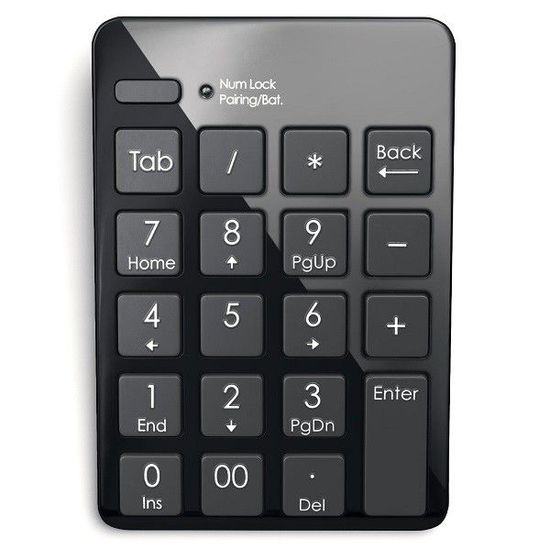 Num Lock
Pairing/Bat.
Tab / * Back
←
7 8 9 −
Home ↑ PgUp
4 5 6 +
← →
1 2 3 Enter
End ↓ PgDn
0 00 .
Ins Del